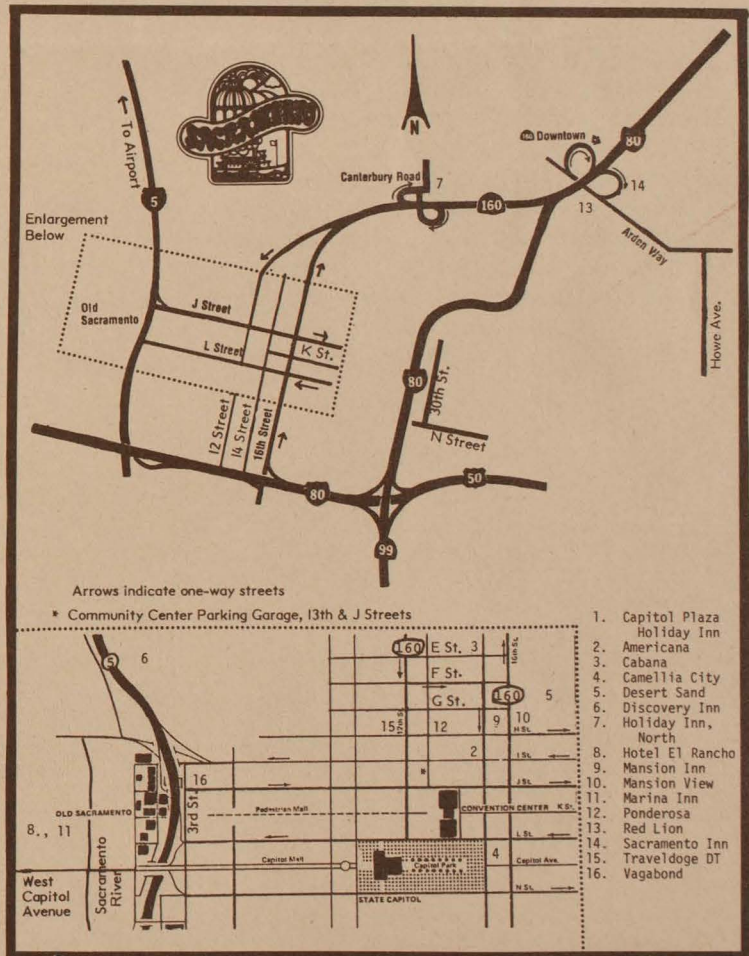 SACRAMENTO
To Airport
N
5
Canterbury Road
7
160 Downtown
80
14
13
160
Arden Way
Howe Ave.
Enlargement
Below
Old
Sacramento
J Street
L Street
K St.
12 Street
14 Street
16th Street
80
30th St.
N Street
80
50
99
Arrows indicate one-way streets
* Community Center Parking Garage, 13th & J Streets
5
6
160
E St.
3
16th St.
F St.
G St.
160
5
15
12th St.
12
9
10
H St.
2
I St.
16
*
J St.
3rd St.
OLD SACRAMENTO
Pedestrian Mall
CONVENTION CENTER
K St.
8., 11
L St.
4
Capitol Mall
Capitol Park
Capitol Ave.
West
Capitol
Avenue
Sacramento
River
N St.
STATE CAPITOL
1. Capitol Plaza
Holiday Inn
2. Americana
3. Cabana
4. Camellia City
5. Desert Sand
6. Discovery Inn
7. Holiday Inn,
North
8. Hotel El Rancho
9. Mansion Inn
10. Mansion View
11. Marina Inn
12. Ponderosa
13. Red Lion
14. Sacramento Inn
15. Traveldoge DT
16. Vagabond